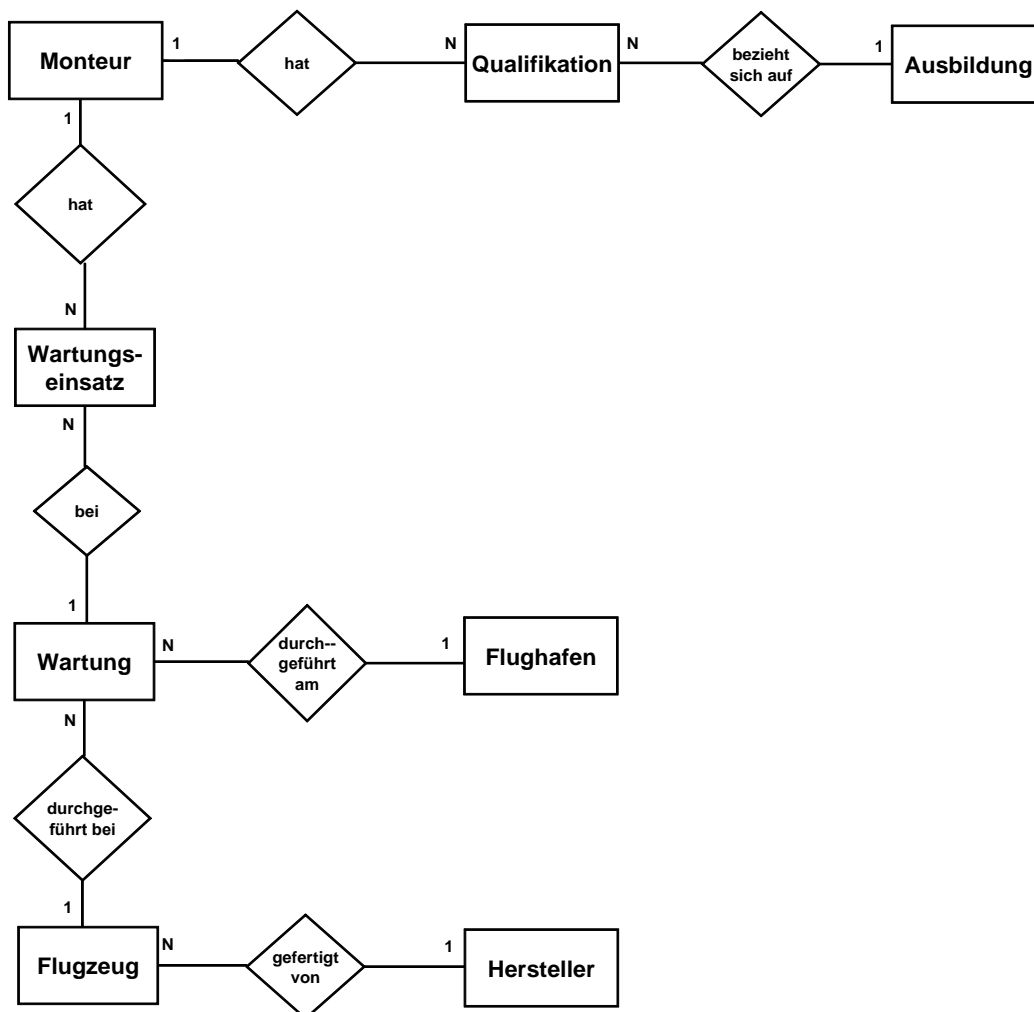 Monteur
1
hat
N
Qualifikation
N
bezieht
sich auf
1
Ausbildung
1
hat
N
Wartungs-
einsatz
N
bei
1
Wartung
N
durch--
geführt
am
1
Flughafen
N
durchge-
führt bei
1
Flugzeug
N
gefertigt
von
1
Hersteller